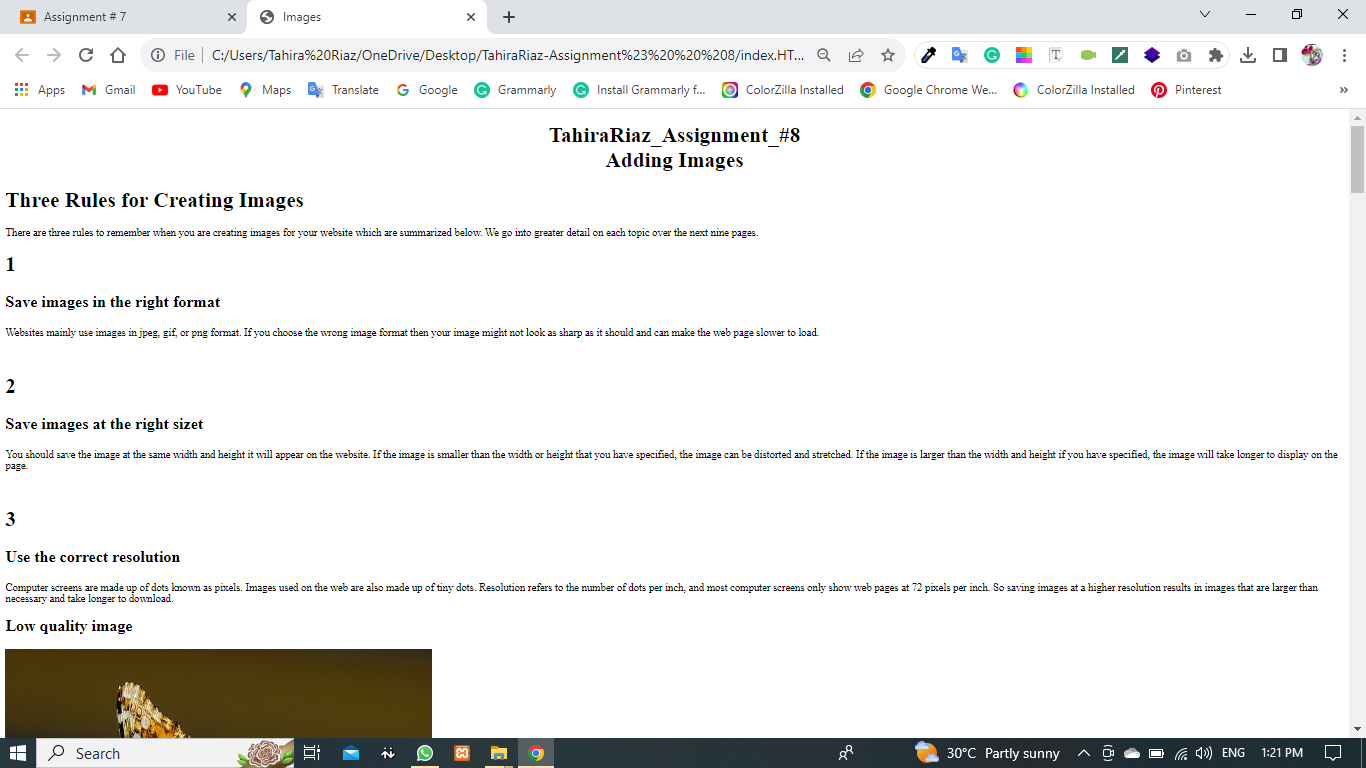 Assignment # 7
Images
File
C:/Users/Tahira%20Riaz/OneDrive/Desktop/TahiraRiaz-Assignment%23%20%20%208/index.HT...
Apps
Gmail
YouTube
Maps
Translate
Google
Grammarly
Install Grammarly f...
ColorZilla Installed
Google Chrome We...
ColorZilla Installed
Pinterest
TahiraRiaz_Assignment_#8
Adding Images
Three Rules for Creating Images
There are three rules to remember when you are creating images for your website which are summarized below. We go into greater detail on each topic over the next nine pages.
1
Save images in the right format
Websites mainly use images in jpeg, gif, or png format. If you choose the wrong image format then your image might not look as sharp as it should and can make the web page slower to load.
2
Save images at the right sizet
You should save the image at the same width and height it will appear on the website. If the image is smaller than the width or height that you have specified, the image can be distorted and stretched. If the image is larger than the width and height if you have specified, the image will take longer to display on the
page.
3
Use the correct resolution
Computer screens are made up of dots known as pixels. Images used on the web are also made up of tiny dots. Resolution refers to the number of dots per inch, and most computer screens only show web pages at 72 pixels per inch. So saving images at a higher resolution results in images that are larger than
necessary and take longer to download.
Low quality image
Search
30°C Partly sunny
ENG
1:21 PM